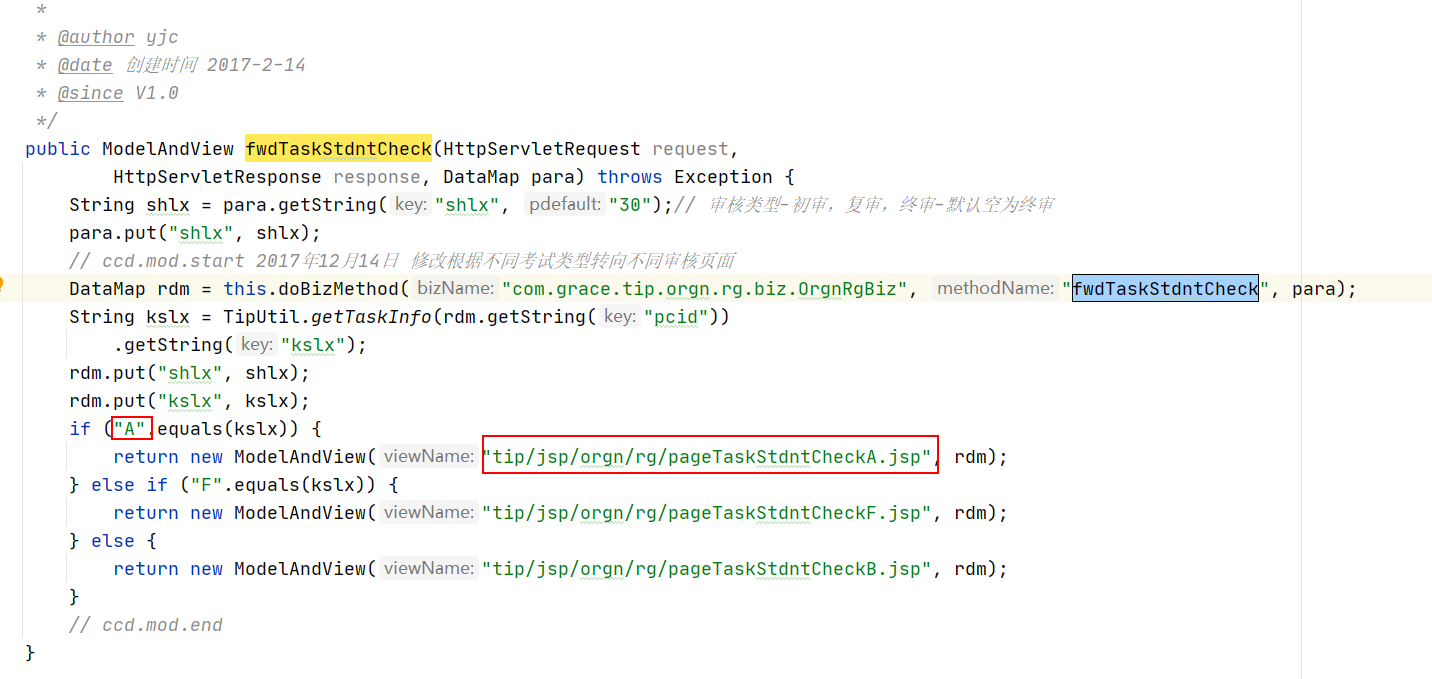 *
* @author yjc
* @date 创建时间 2017-2-14
* @since V1.0
*/
public ModelAndView fwdTaskStdntCheck(HttpServletRequest request,
HttpServletResponse response, DataMap para) throws Exception {
String shlx = para.getString( key: "shlx", pdefault: "30");// 审核类型-初审，复审，终审-默认空为终审
para.put("shlx", shlx);
// ccd.mod.start 2017年12月14日 修改根据不同考试类型转向不同审核页面
DataMap rdm = this.doBizMethod( bizName: "com.grace.tip.orgn.rg.biz.OrgnRgBiz", methodName: "fwdTaskStdntCheck", para);
String kslx = TipUtil.getTaskInfo(rdm.getString( key: "pcid"))
.getString( key: "kslx");
rdm.put("shlx", shlx);
rdm.put("kslx", kslx);
if ("A".equals(kslx)) {
return new ModelAndView( viewName: "tip/jsp/orgn/rg/pageTaskStdntCheckA.jsp", rdm);
} else if ("F".equals(kslx)) {
return new ModelAndView( viewName: "tip/jsp/orgn/rg/pageTaskStdntCheckF.jsp", rdm);
} else {
return new ModelAndView( viewName: "tip/jsp/orgn/rg/pageTaskStdntCheckB.jsp", rdm);
}
// ccd.mod.end
}